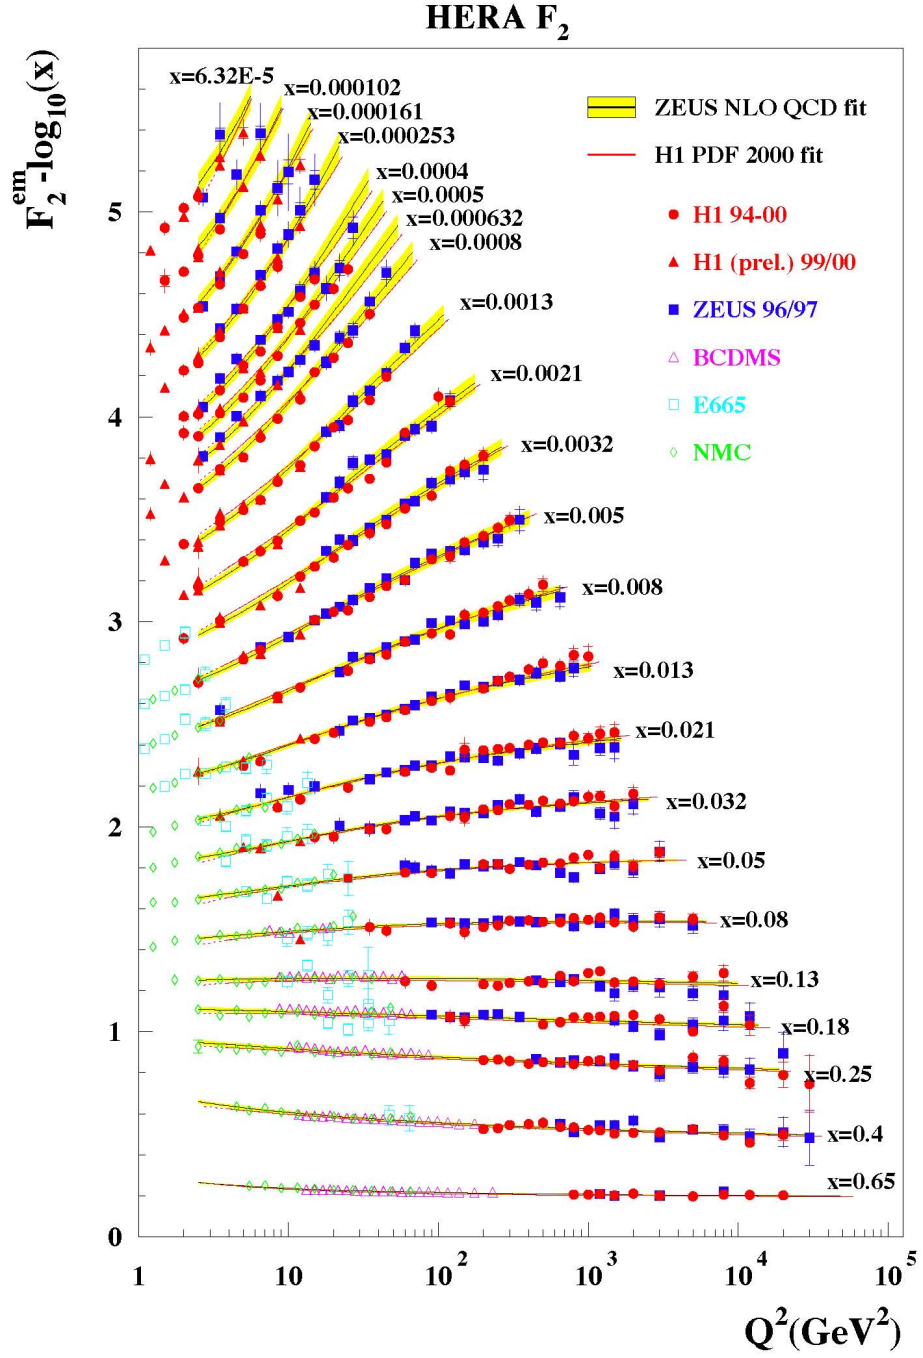 HERA F₂
F₂ᵉᵐ-log₁₀(x)
x=6.32E-5
x=0.000102
x=0.000161
x=0.000253
x=0.0004
x=0.0005
x=0.000632
x=0.0008
x=0.0013
x=0.0021
x=0.0032
x=0.005
x=0.008
x=0.013
x=0.021
x=0.032
x=0.05
x=0.08
x=0.13
x=0.18
x=0.25
x=0.4
x=0.65
ZEUS NLO QCD fit
H1 PDF 2000 fit
H1 94-00
H1 (prel.) 99/00
ZEUS 96/97
BCDMS
E665
NMC
5
4
3
2
1
0
1 10 10² 10³ 10⁴ 10⁵
Q²(GeV²)